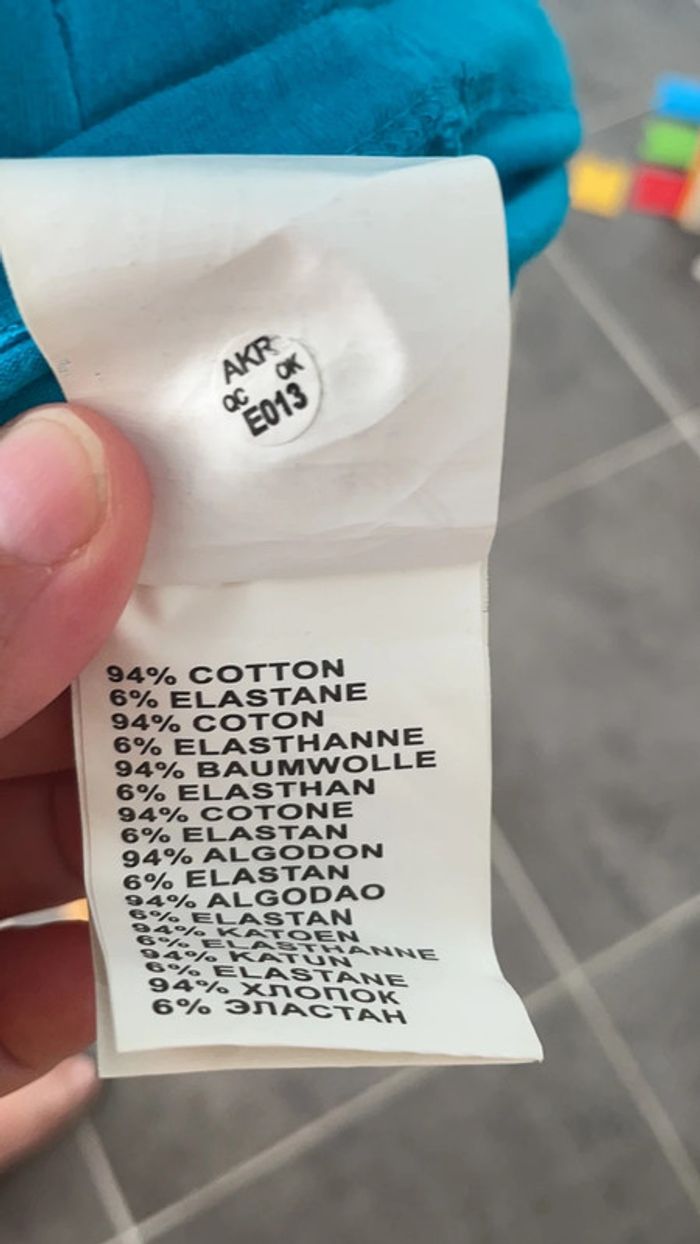 AKR
QC OK
E013
94% COTTON
6% ELASTANE
94% COTON
6% ELASTHANNE
94% BAUMWOLLE
6% ELASTHAN
94% COTONE
6% ELASTAN
94% ALGODON
6% ELASTAN
94% ALGODAO
6% ELASTAN
94% KATOEN
6% ELASTHANNE
94% KATUN
6% ELASTANE
94% ХЛОПОК
6% ЭЛАСТАН